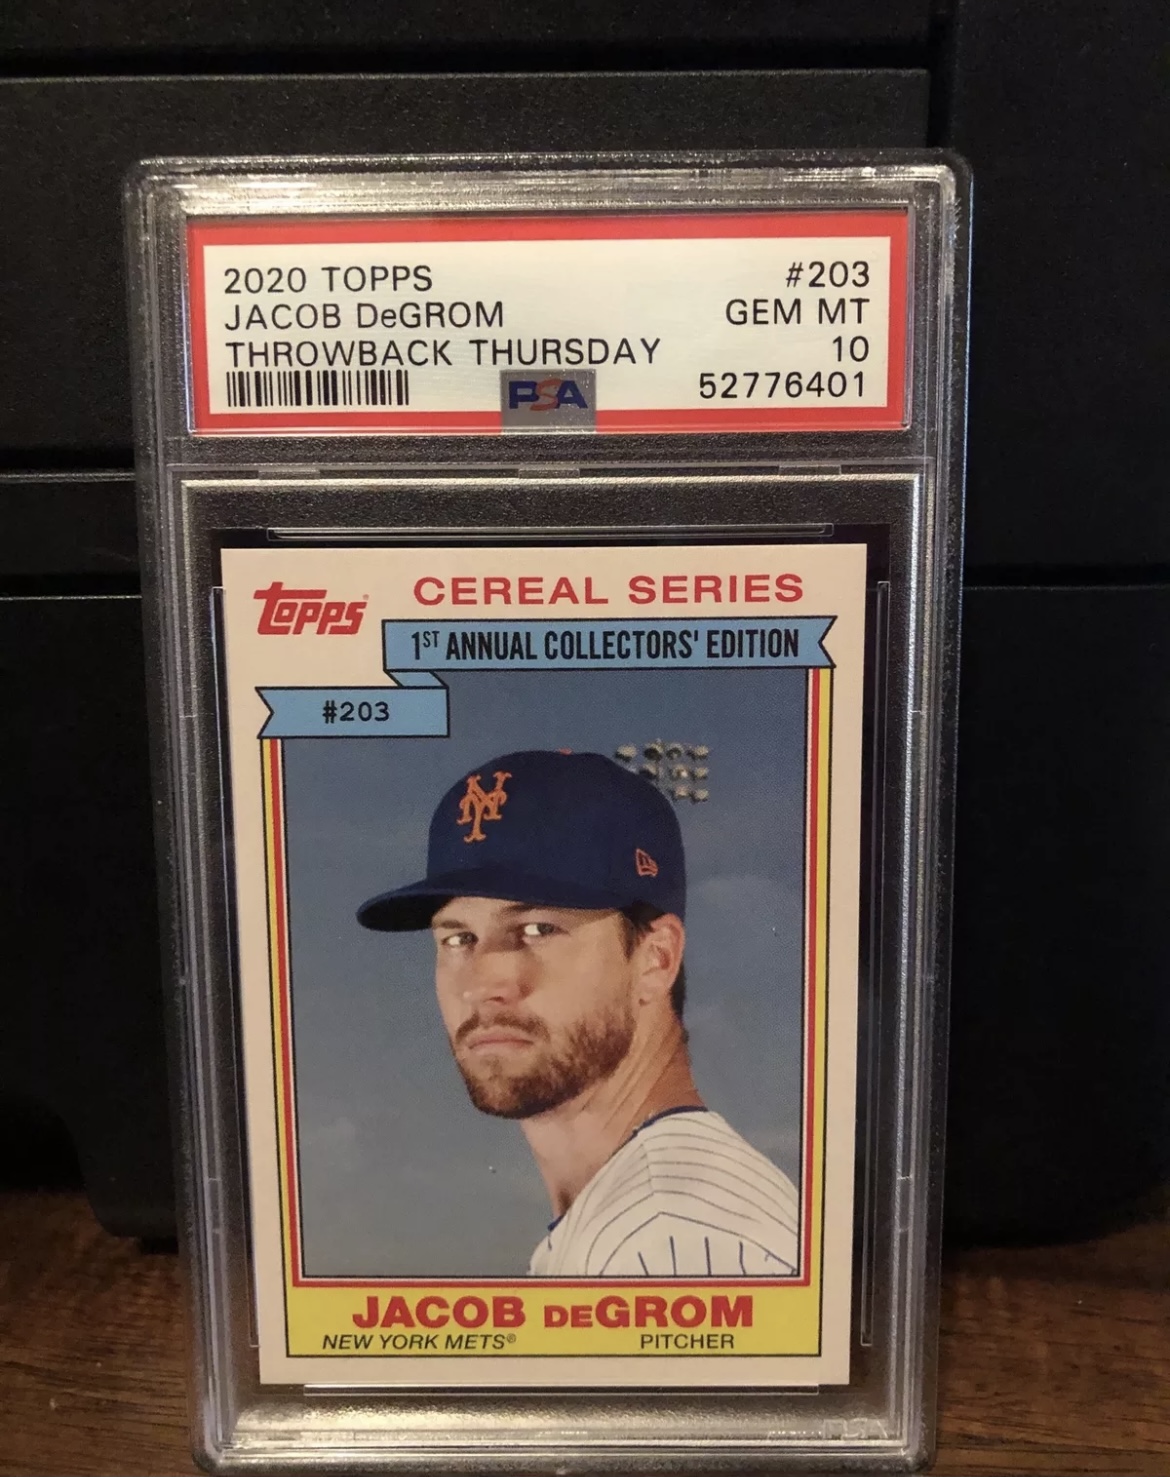 2020 TOPPS #203
JACOB DeGROM GEM MT
THROWBACK THURSDAY 10
PSA 52776401
topps CEREAL SERIES
1ST ANNUAL COLLECTORS' EDITION
#203
NY
JACOB DEGROM
NEW YORK METS® PITCHER